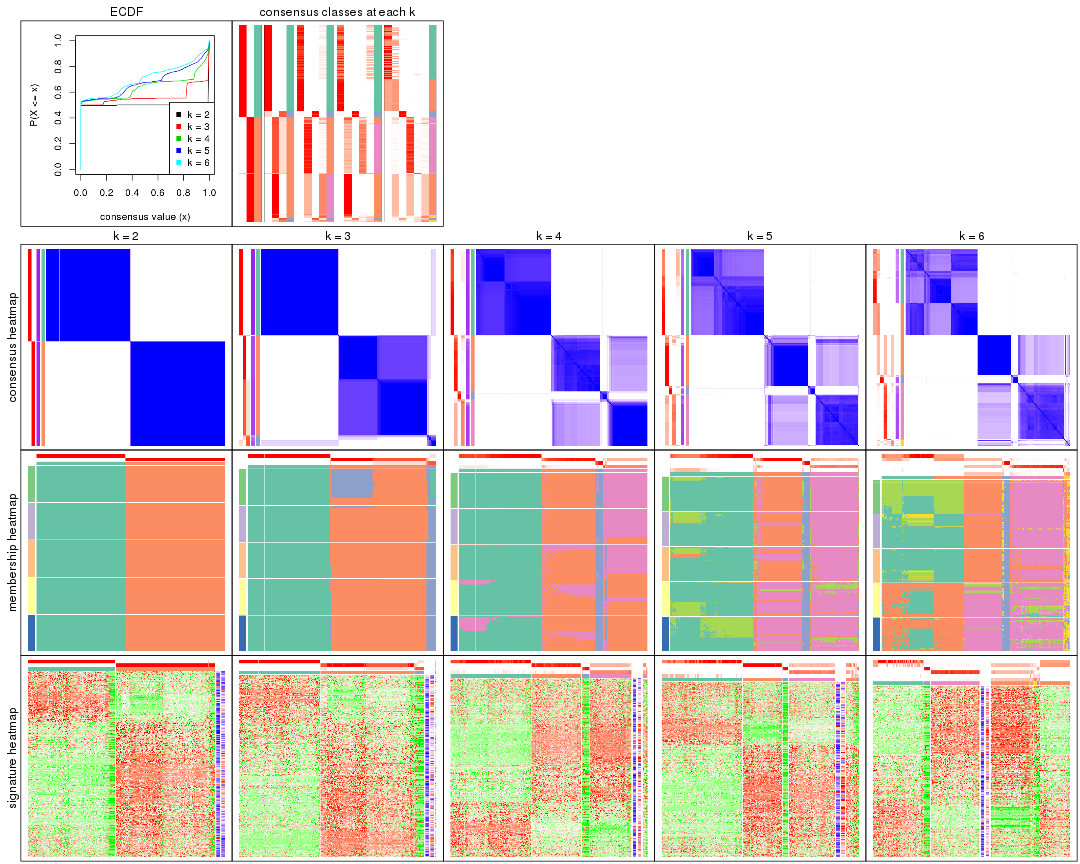 ECDF
consensus classes at each k
P(X <= x)
0.0
0.2
0.4
0.6
0.8
1.0
k = 2
k = 3
k = 4
k = 5
k = 6
0.0 0.2 0.4 0.6 0.8 1.0
consensus value (x)
k = 2
k = 3
k = 4
k = 5
k = 6
consensus heatmap
membership heatmap
signature heatmap